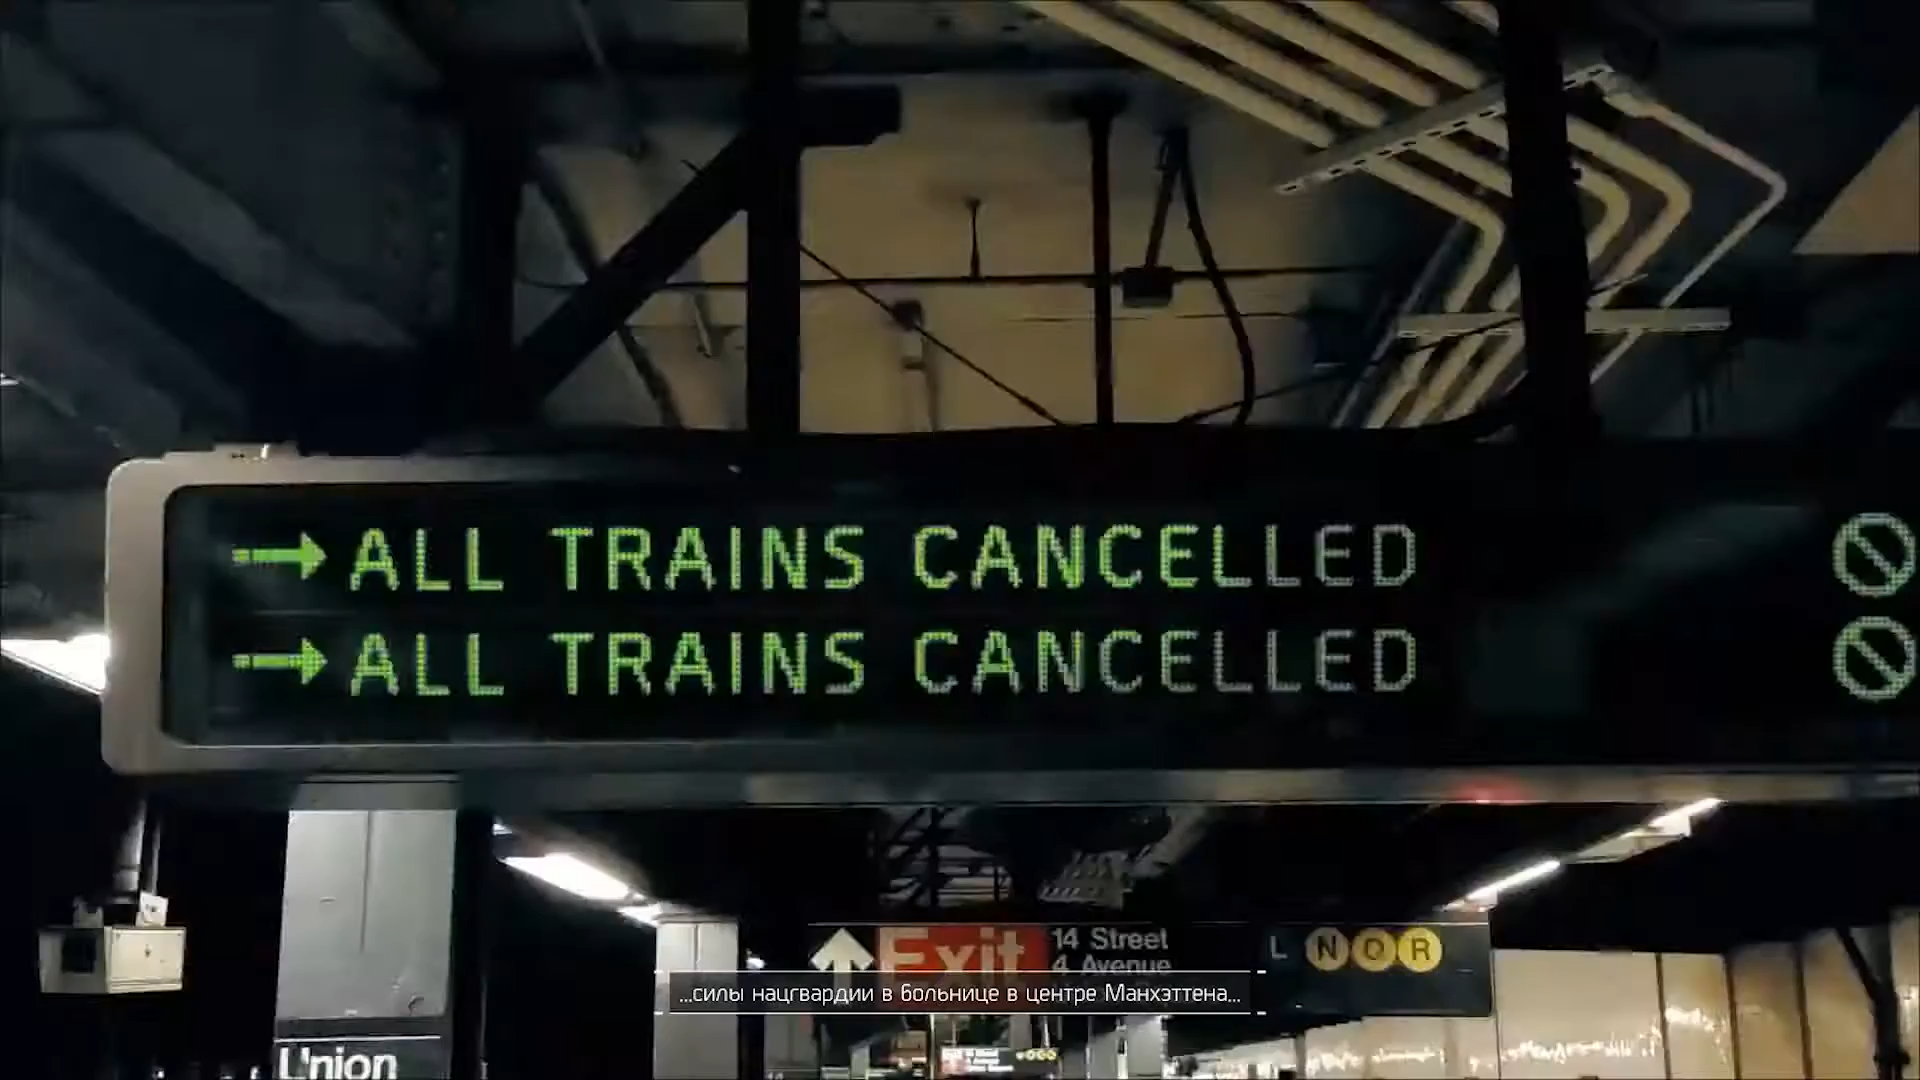 ALL TRAINS CANCELLED
ALL TRAINS CANCELLED
Exit
14 Street
4 Avenue
L N Q R
...силы нацгвардии в больнице в центре Манхэттена...
Union